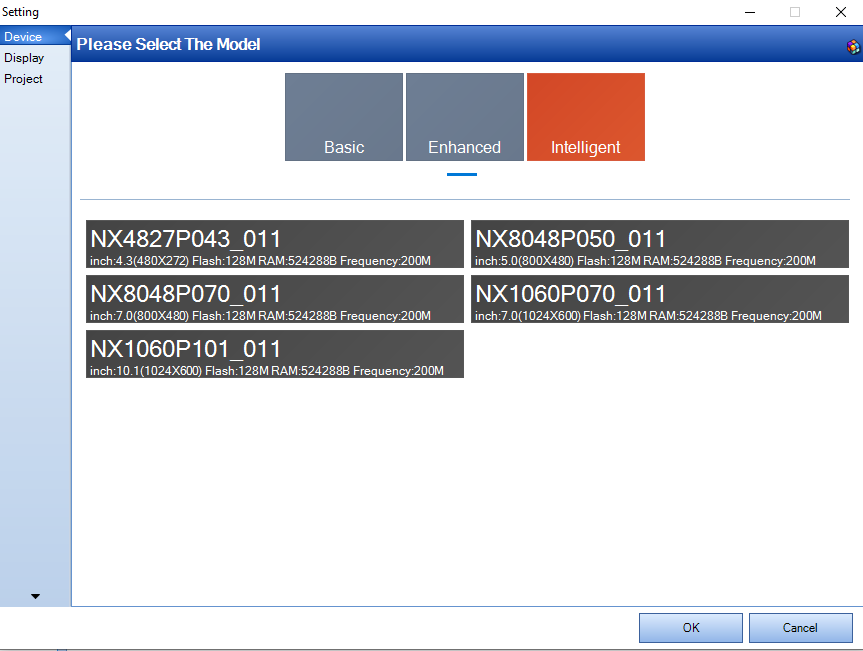 Setting
Device
Display
Project
Please Select The Model
Basic
Enhanced
Intelligent
NX4827P043_011
inch:4.3(480X272) Flash:128M RAM:524288B Frequency:200M
NX8048P050_011
inch:5.0(800X480) Flash:128M RAM:524288B Frequency:200M
NX8048P070_011
inch:7.0(800X480) Flash:128M RAM:524288B Frequency:200M
NX1060P070_011
inch:7.0(1024X600) Flash:128M RAM:524288B Frequency:200M
NX1060P101_011
inch:10.1(1024X600) Flash:128M RAM:524288B Frequency:200M
OK
Cancel